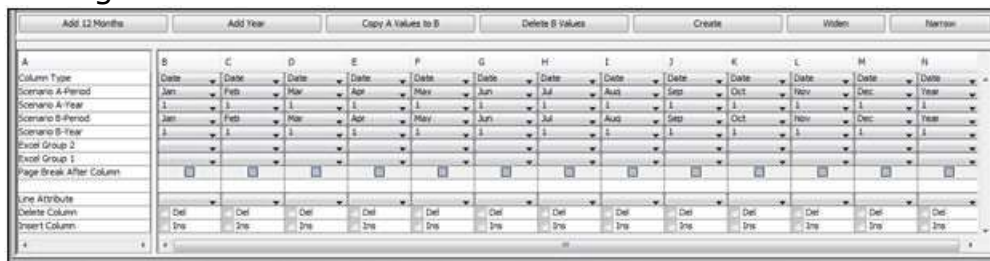 Add 12 Months Add Year Copy A Values to B Delete B Values Create Widen Narrow
A B C D E F G H I J K L M N
Column Type Date Date Date Date Date Date Date Date Date Date Date Date Date
Scenario A-Period Jan Feb Mar Apr May Jun Jul Aug Sep Oct Nov Dec Year
Scenario A-Year 1 1 1 1 1 1 1 1 1 1 1 1 1
Scenario B-Period Jan Feb Mar Apr May Jun Jul Aug Sep Oct Nov Dec Year
Scenario B-Year 1 1 1 1 1 1 1 1 1 1 1 1 1
Excel Group 2
Excel Group 1
Page Break After Column
Line Attribute
Delete Column Del Del Del Del Del Del Del Del Del Del Del Del Del
Insert Column Ins Ins Ins Ins Ins Ins Ins Ins Ins Ins Ins Ins Ins